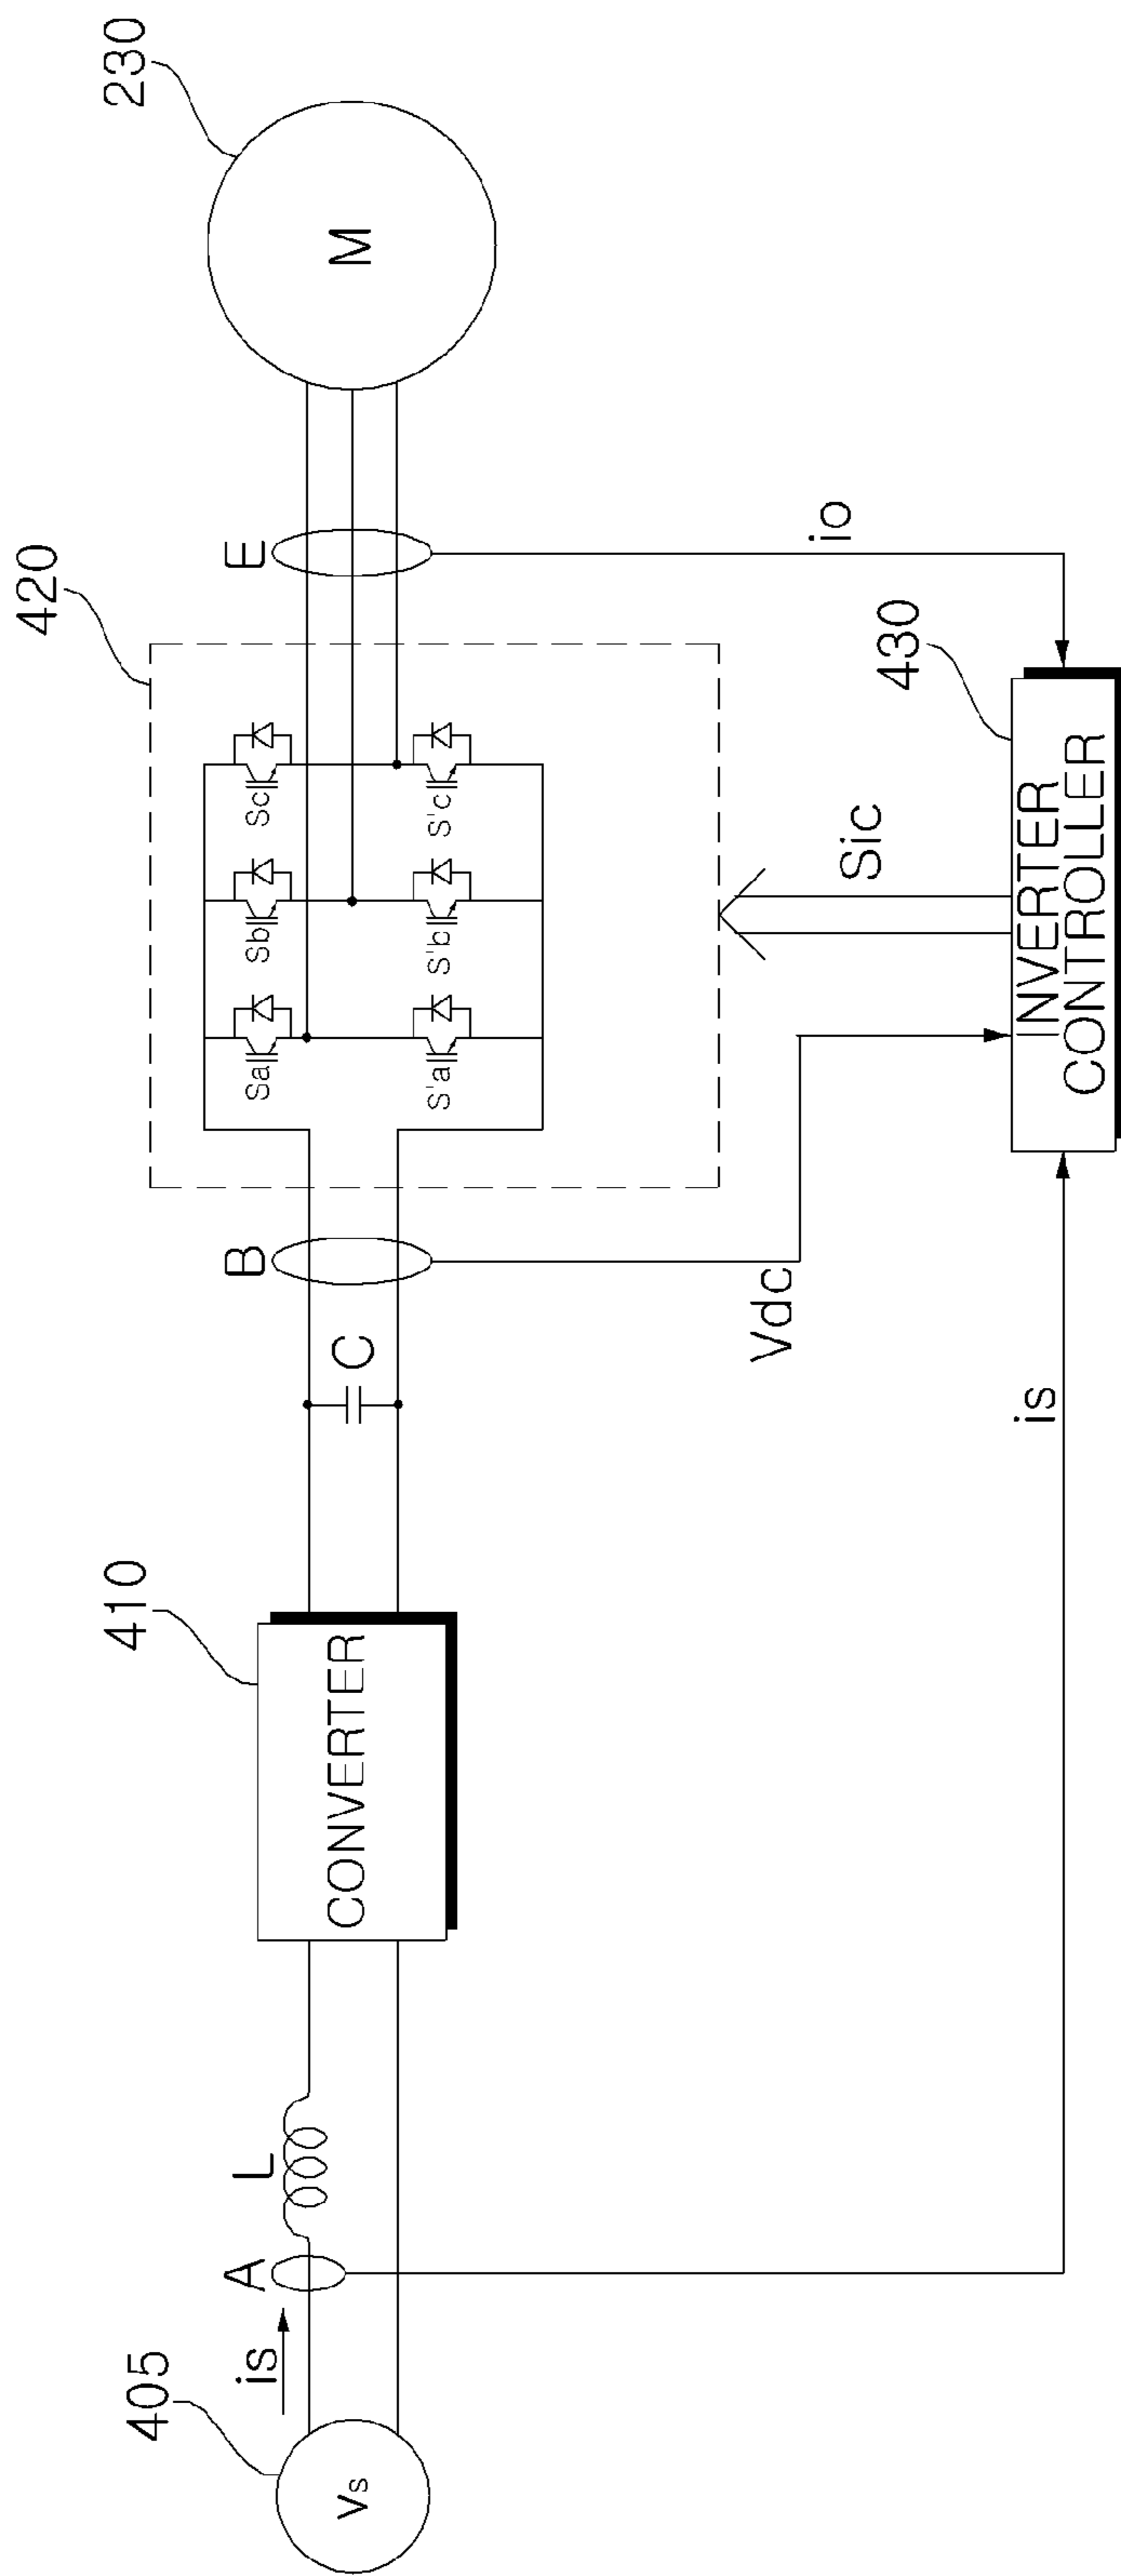 405
Vs
is
A
L
410
CONVERTER
C
B
Vdc
420
Sa
Sb
Sc
S'a
S'b
S'c
E
230
M
io
Sic
is
430
INVERTER
CONTROLLER